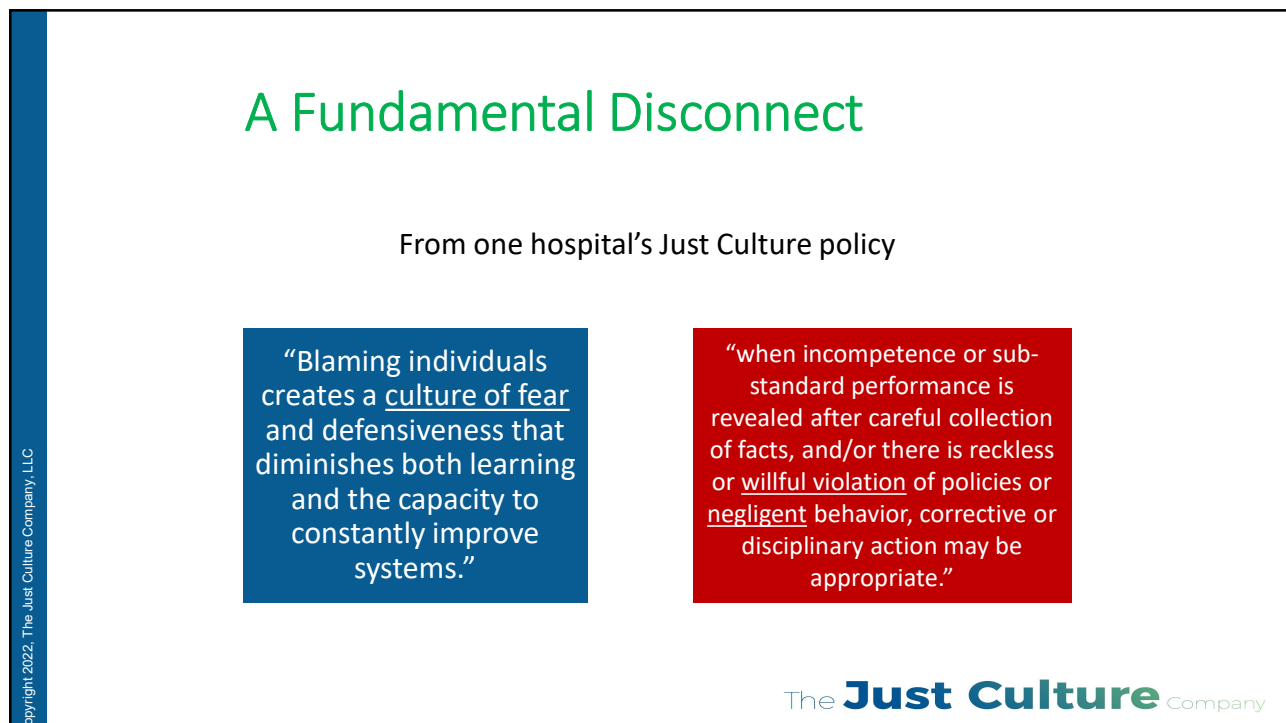 A Fundamental Disconnect
From one hospital’s Just Culture policy
“Blaming individuals
creates a culture of fear
and defensiveness that
diminishes both learning
and the capacity to
constantly improve
systems.”
“when incompetence or sub-
standard performance is
revealed after careful collection
of facts, and/or there is reckless
or willful violation of policies or
negligent behavior, corrective or
disciplinary action may be
appropriate.”
opyright 2022, The Just Culture Company, LLC
The Just Culture Company